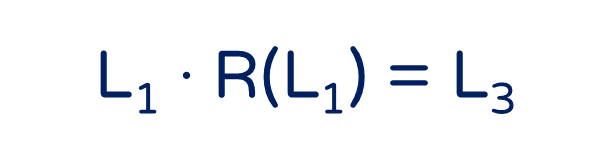 L₁ · R(L₁) = L₃